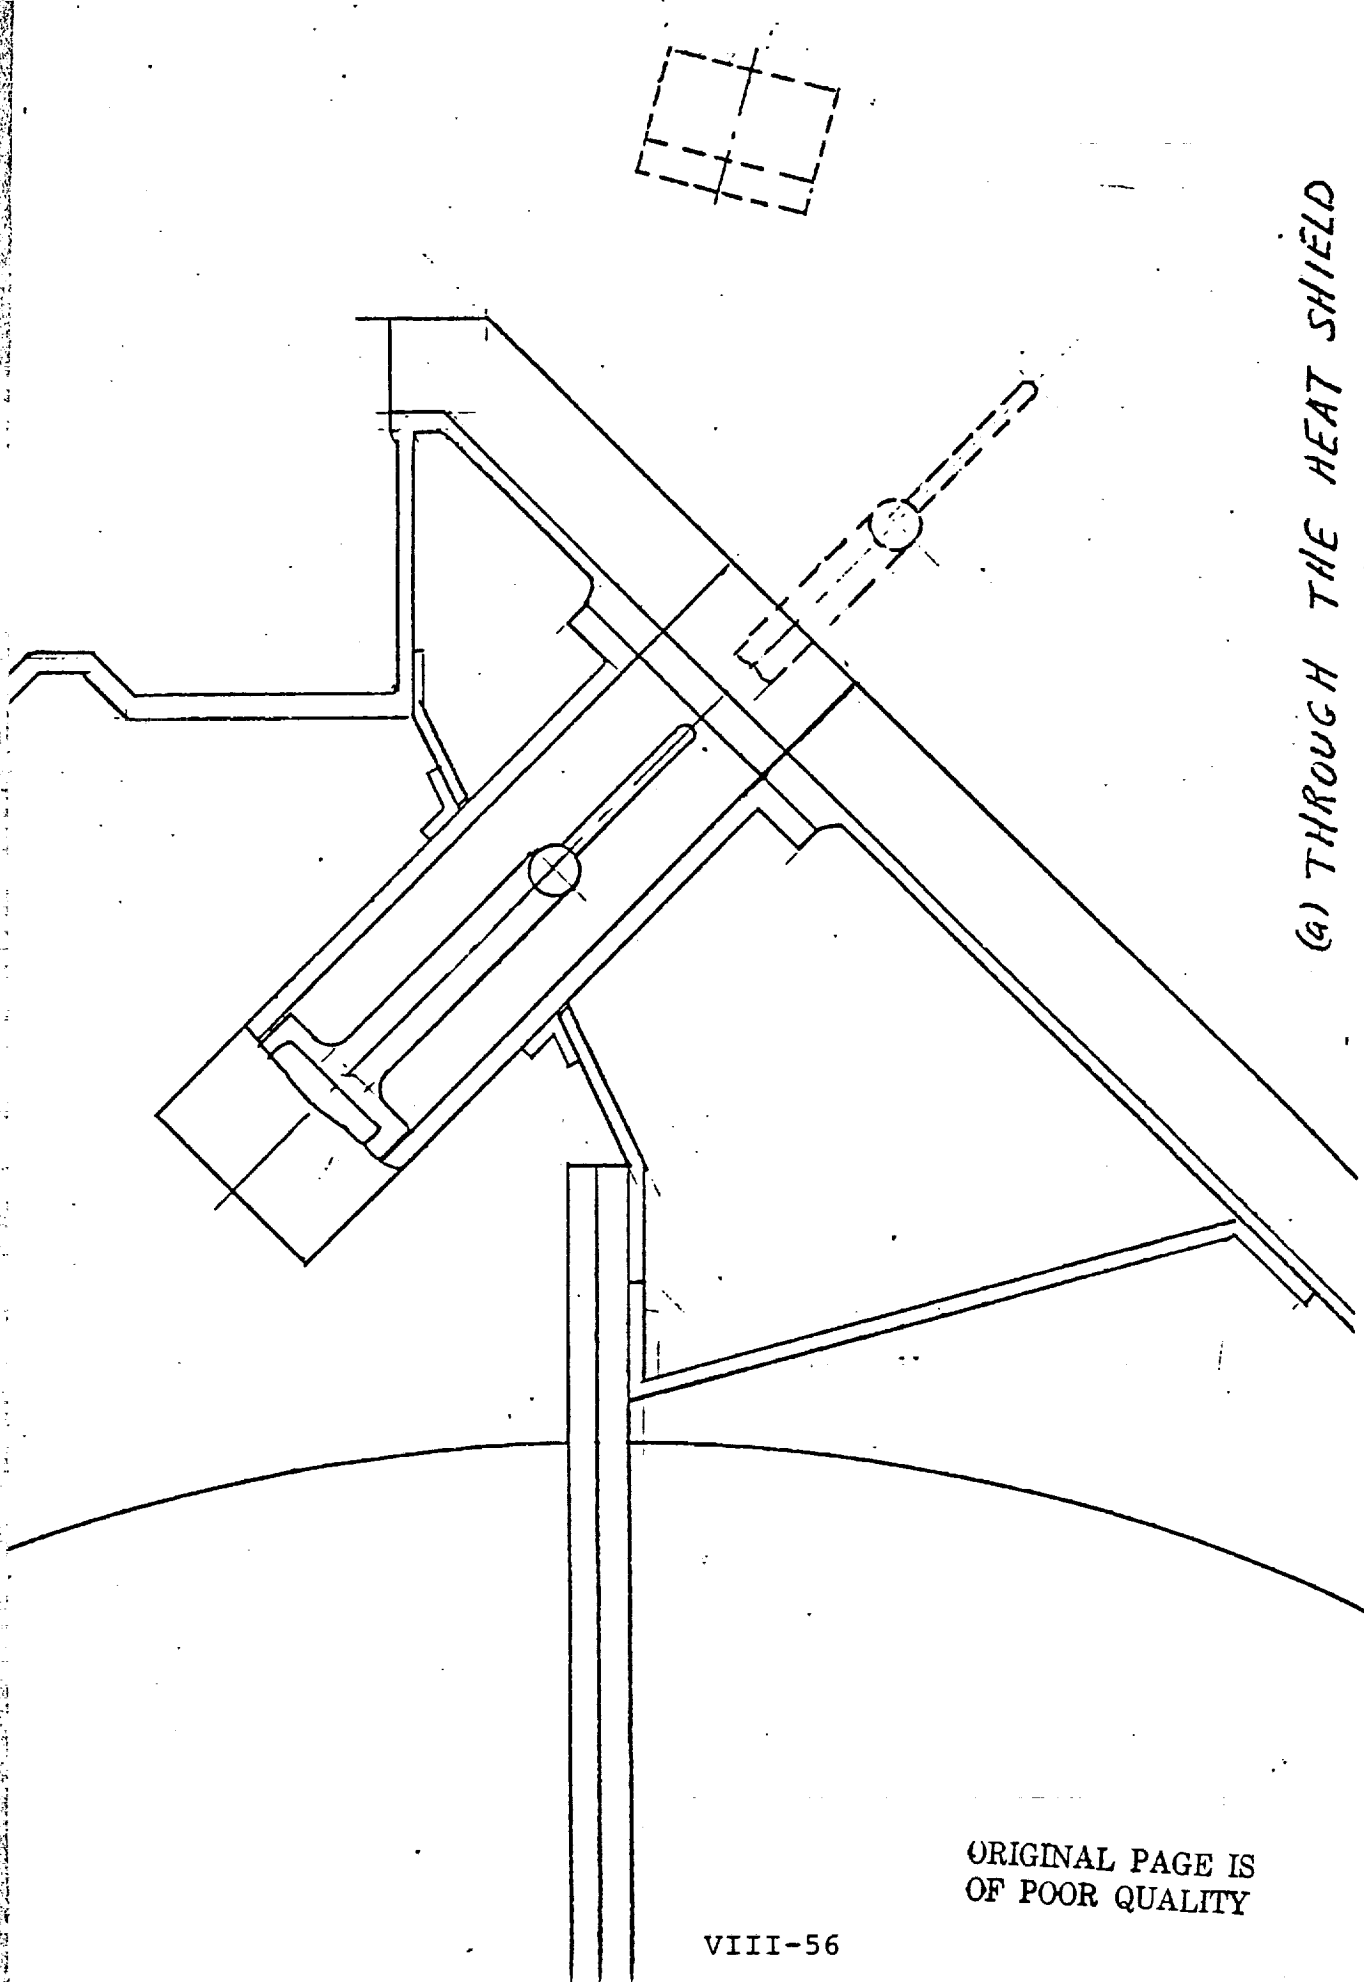 (a) THROUGH THE HEAT SHIELD
ORIGINAL PAGE IS
OF POOR QUALITY
VIII-56